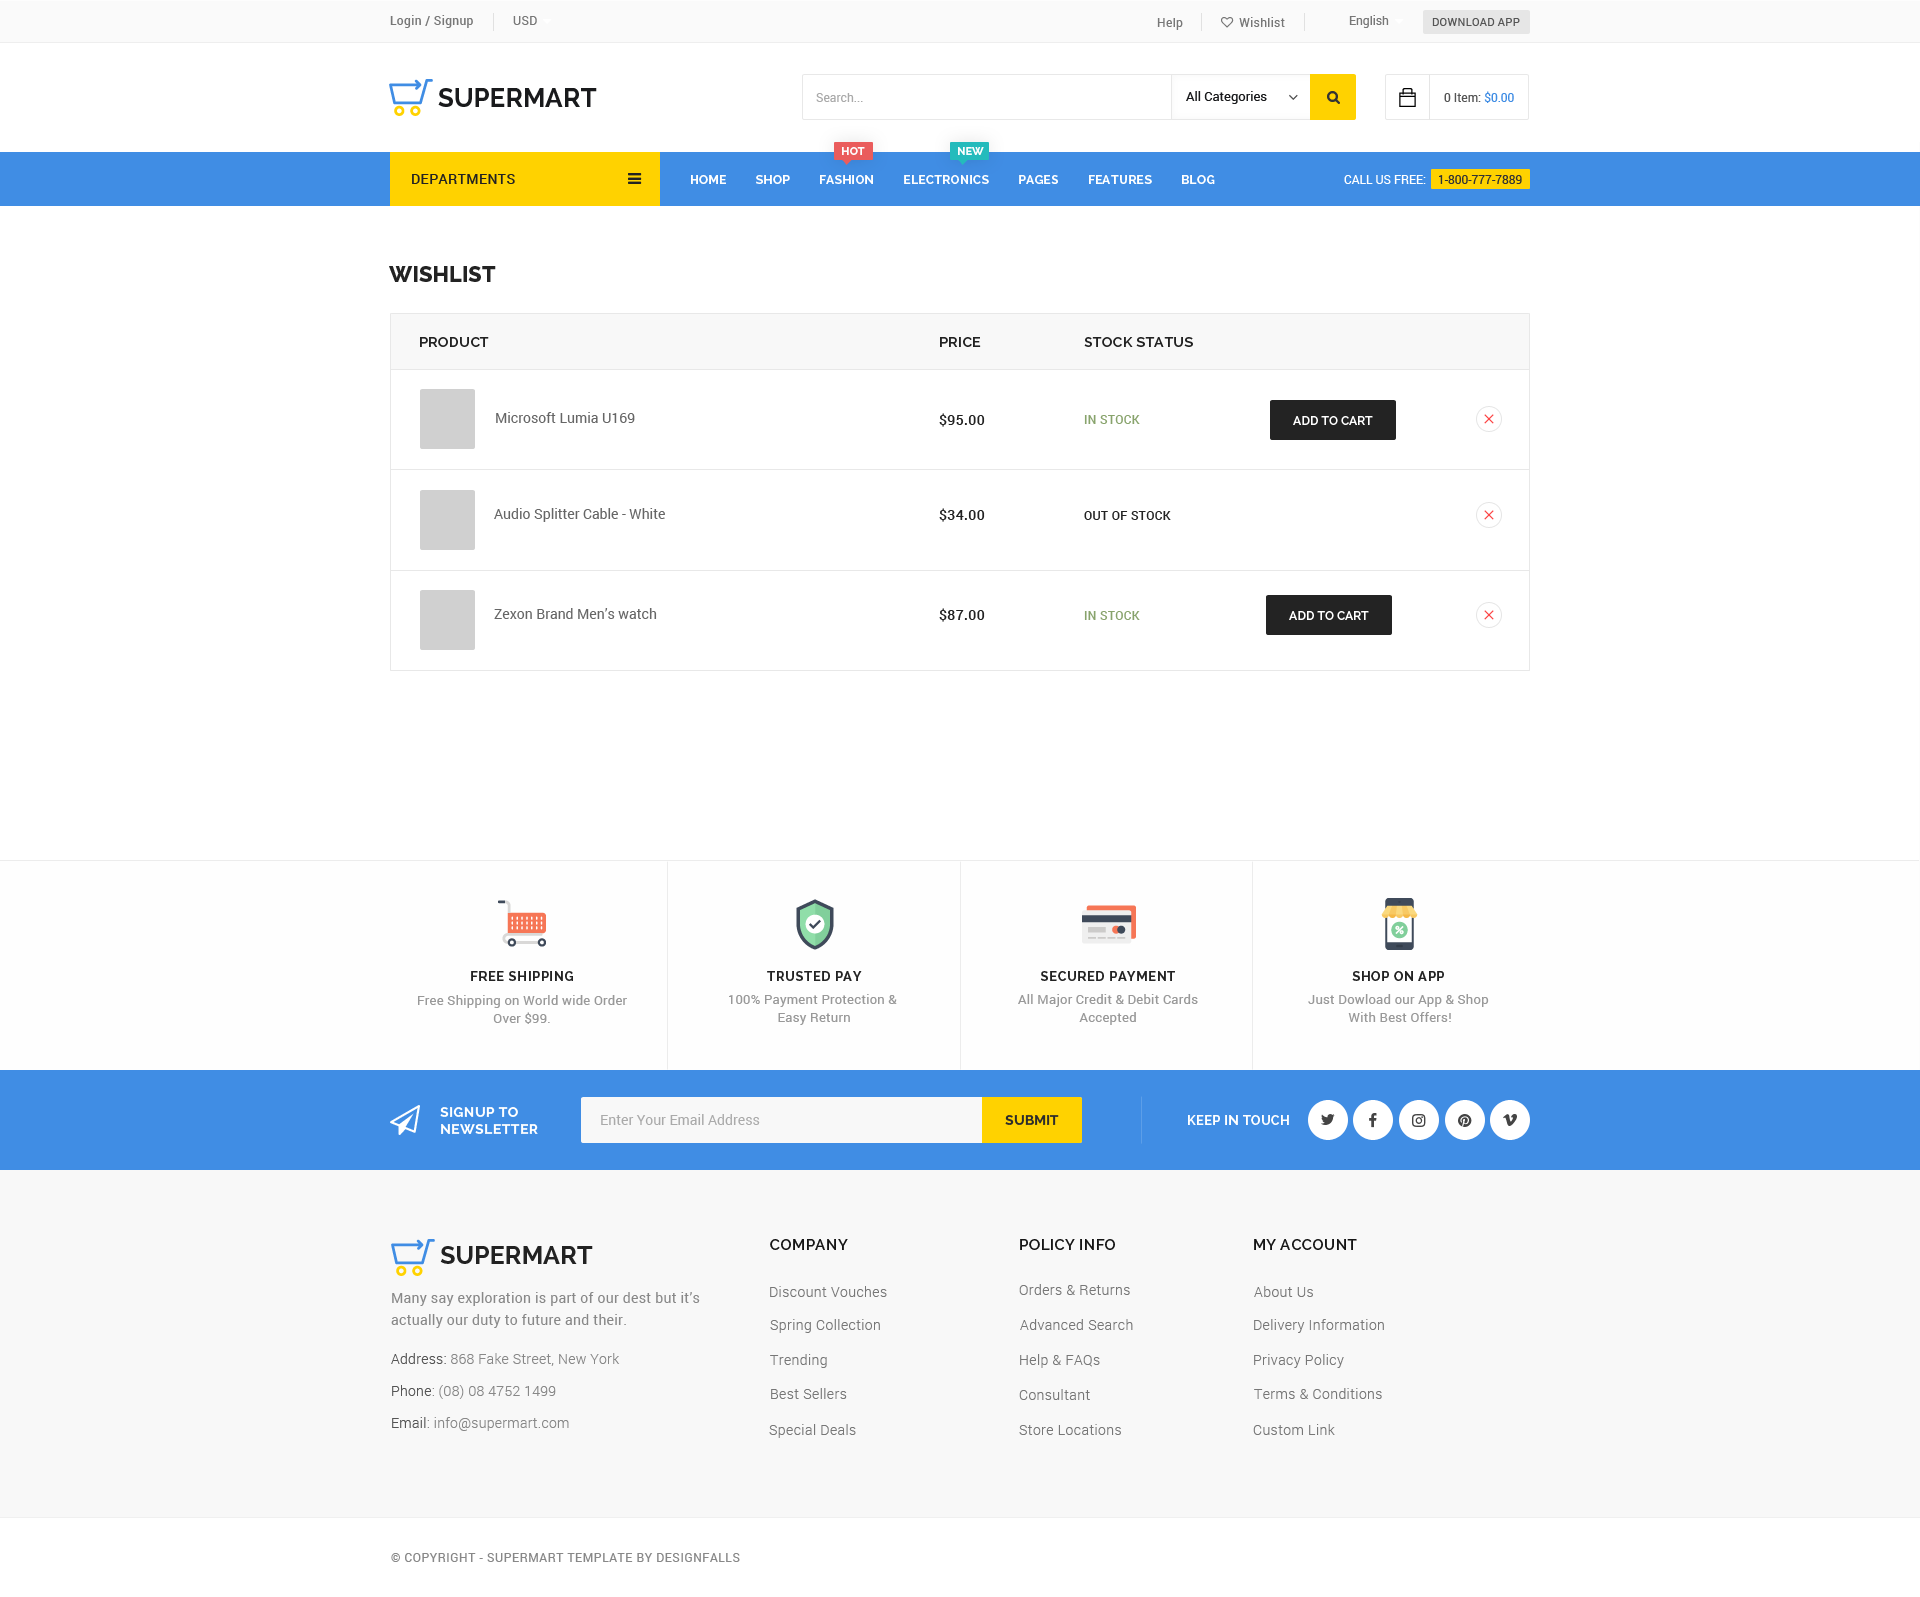 Login / Signup
USD
Help
Wishlist
English
DOWNLOAD APP
SUPERMART
Search...
All Categories
0 Item: $0.00
HOT
NEW
DEPARTMENTS
HOME
SHOP
FASHION
ELECTRONICS
PAGES
FEATURES
BLOG
CALL US FREE: 1-800-777-7889
WISHLIST
PRODUCT
PRICE
STOCK STATUS
Microsoft Lumia U169
$95.00
IN STOCK
ADD TO CART
Audio Splitter Cable - White
$34.00
OUT OF STOCK
Zexon Brand Men's watch
$87.00
IN STOCK
ADD TO CART
FREE SHIPPING
Free Shipping on World wide Order
Over $99.
TRUSTED PAY
100% Payment Protection &
Easy Return
SECURED PAYMENT
All Major Credit & Debit Cards
Accepted
SHOP ON APP
Just Dowload our App & Shop
With Best Offers!
SIGNUP TO
NEWSLETTER
Enter Your Email Address
SUBMIT
KEEP IN TOUCH
SUPERMART
Many say exploration is part of our dest but it's
actually our duty to future and their.
Address: 868 Fake Street, New York
Phone: (08) 08 4752 1499
Email: info@supermart.com
COMPANY
Discount Vouches
Spring Collection
Trending
Best Sellers
Special Deals
POLICY INFO
Orders & Returns
Advanced Search
Help & FAQs
Consultant
Store Locations
MY ACCOUNT
About Us
Delivery Information
Privacy Policy
Terms & Conditions
Custom Link
© COPYRIGHT - SUPERMART TEMPLATE BY DESIGNFALLS